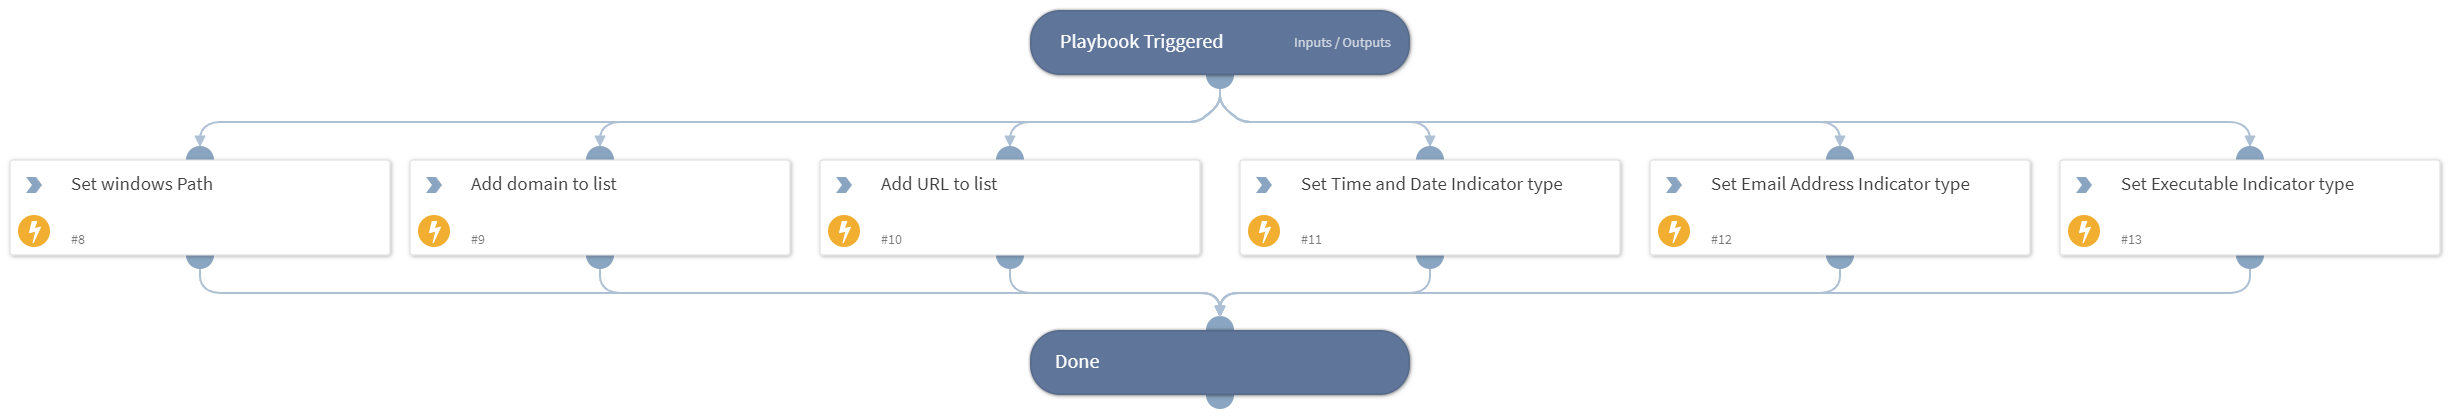 Playbook Triggered
Inputs / Outputs
Set windows Path
#8
Add domain to list
#9
Add URL to list
#10
Set Time and Date Indicator type
#11
Set Email Address Indicator type
#12
Set Executable Indicator type
#13
Done